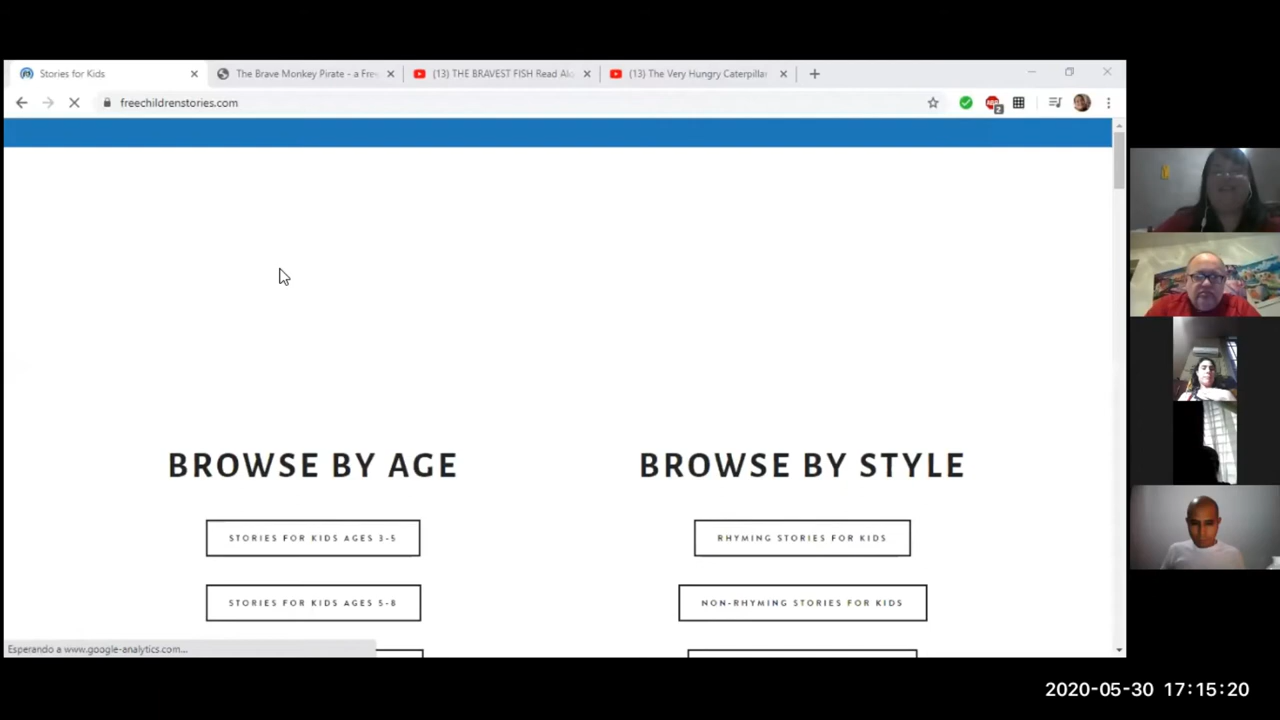 Stories for Kids
The Brave Monkey Pirate - a Fre
(13) THE BRAVEST FISH Read Alo
(13) The Very Hungry Caterpillar
freechildrenstories.com
2
BROWSE BY AGE
BROWSE BY STYLE
STORIES FOR KIDS AGES 3-5
RHYMING STORIES FOR KIDS
STORIES FOR KIDS AGES 5-8
NON-RHYMING STORIES FOR KIDS
Esperando a www.google-analytics.com...
2020-05-30 17:15:20